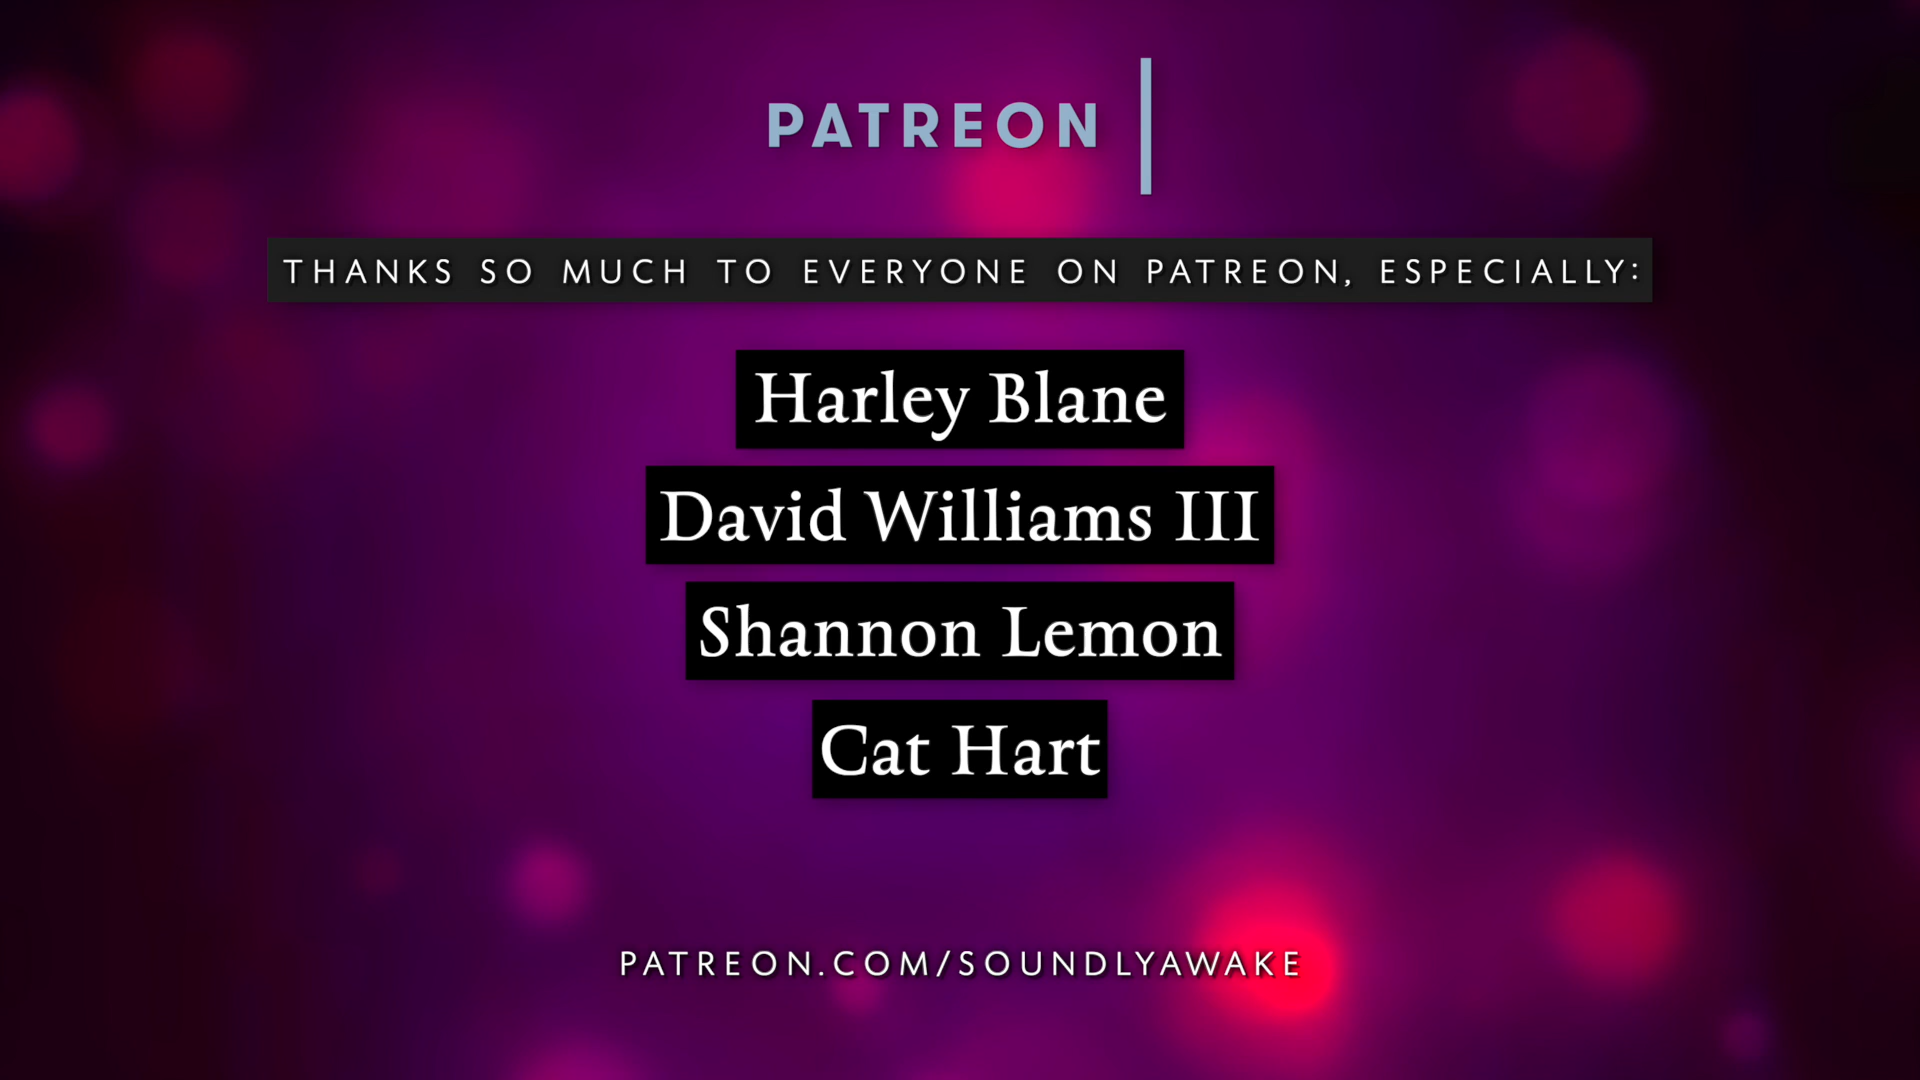 PATREON
THANKS SO MUCH TO EVERYONE ON PATREON, ESPECIALLY:
Harley Blane
David Williams III
Shannon Lemon
Cat Hart
PATREON.COM/SOUNDLYAWAKE